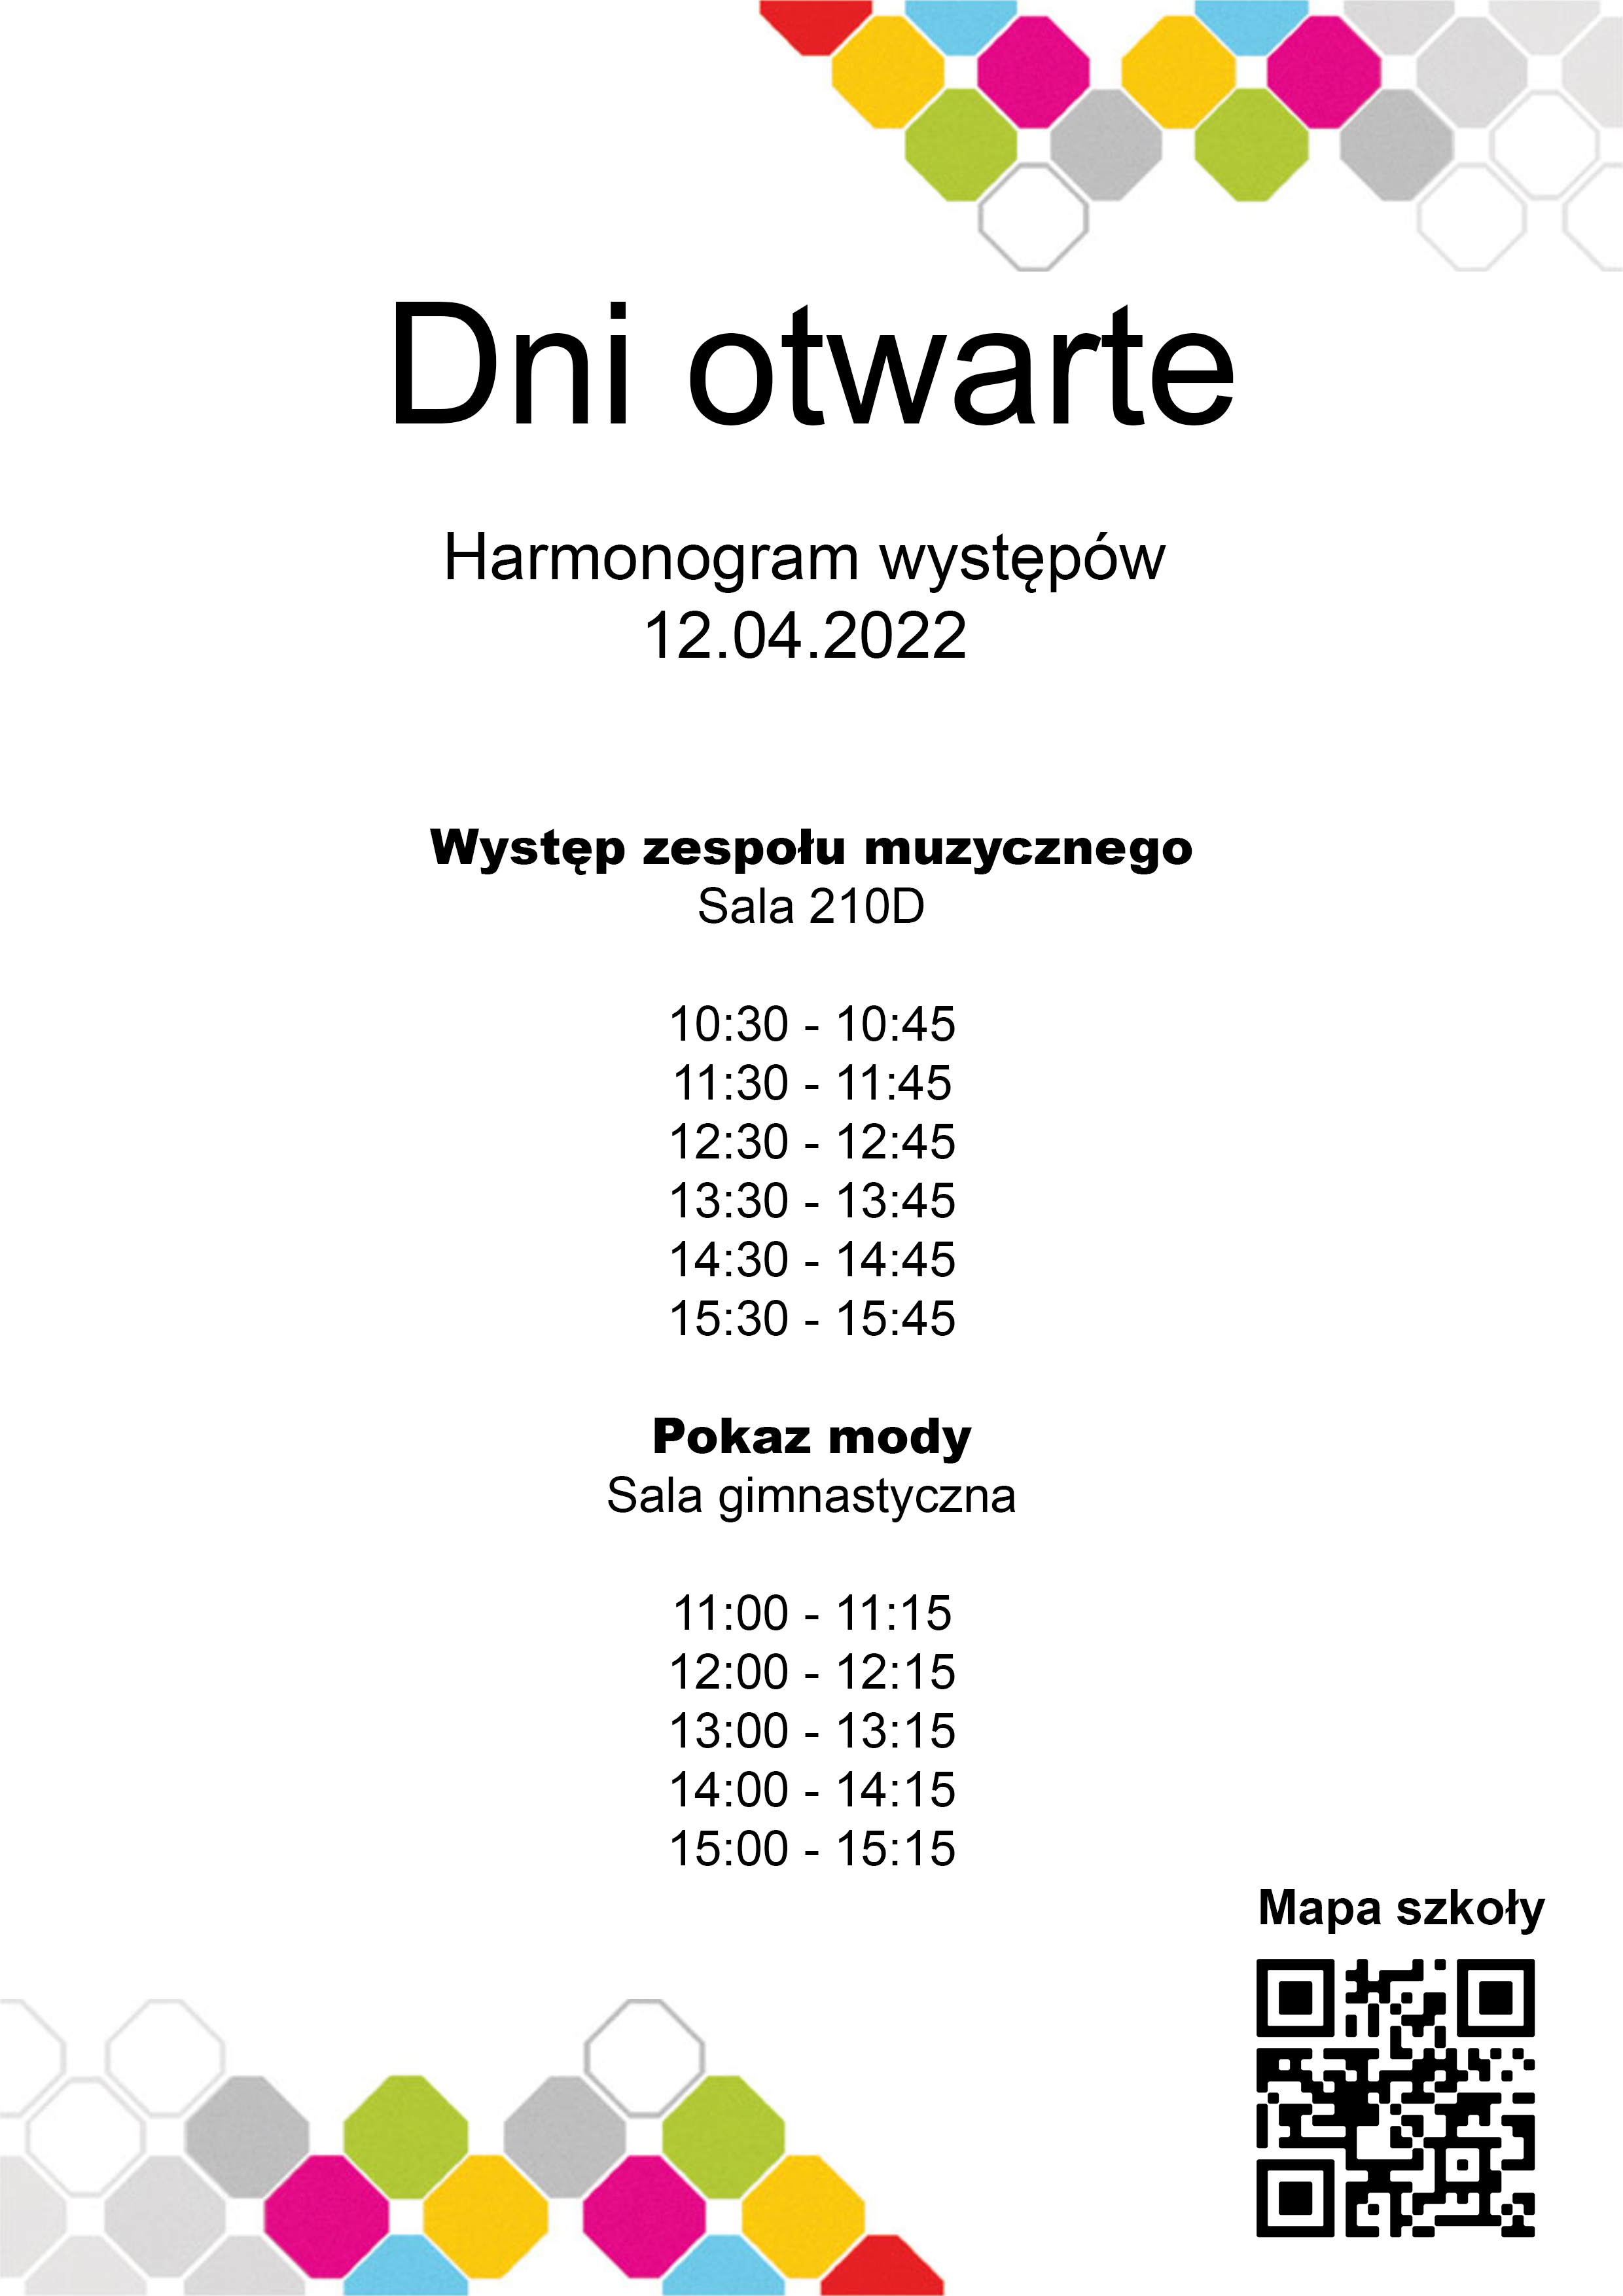 Dni otwarte
Harmonogram występów
12.04.2022
Występ zespołu muzycznego
Sala 210D
10:30 - 10:45
11:30 - 11:45
12:30 - 12:45
13:30 - 13:45
14:30 - 14:45
15:30 - 15:45
Pokaz mody
Sala gimnastyczna
11:00 - 11:15
12:00 - 12:15
13:00 - 13:15
14:00 - 14:15
15:00 - 15:15
Mapa szkoły